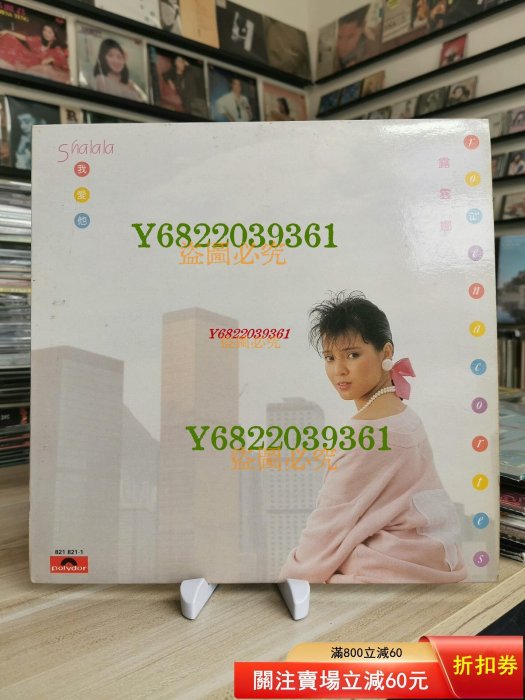 Shalala
我
愛
他
露雲娜
rowena cortes
Y6822039361
盜圖必究
Y6822039361
盜圖必究
Y6822039361
盜圖必究
821 821-1
polydor
滿800立減60
關注賣場立減60元
折扣券